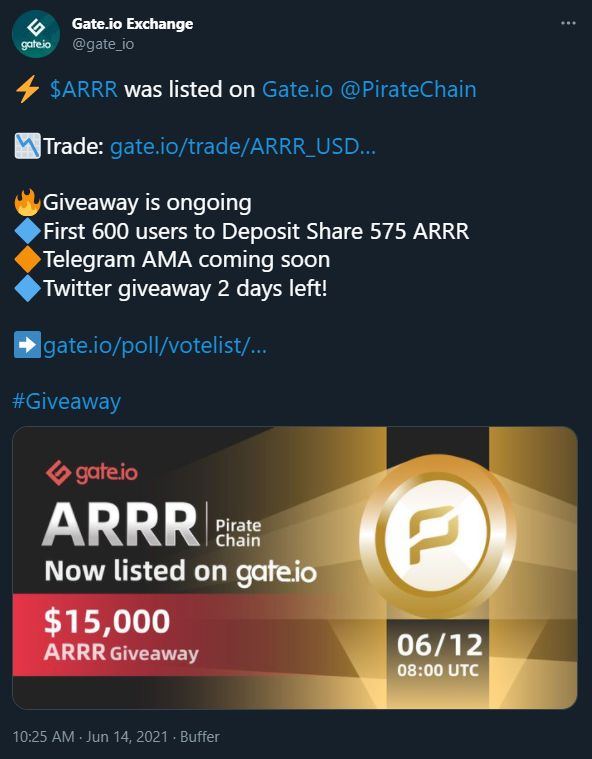 Gate.io Exchange
@gate_io
gate.io
⚡ $ARRR was listed on Gate.io @PirateChain
📉Trade: gate.io/trade/ARRR_USD...
🔥Giveaway is ongoing
🔷First 600 users to Deposit Share 575 ARRR
🔶Telegram AMA coming soon
🔷Twitter giveaway 2 days left!
➡️gate.io/poll/votelist/...
#Giveaway
gate.io
ARRR | Pirate Chain
Now listed on gate.io
$15,000
ARRR Giveaway
06/12
08:00 UTC
10:25 AM · Jun 14, 2021 · Buffer